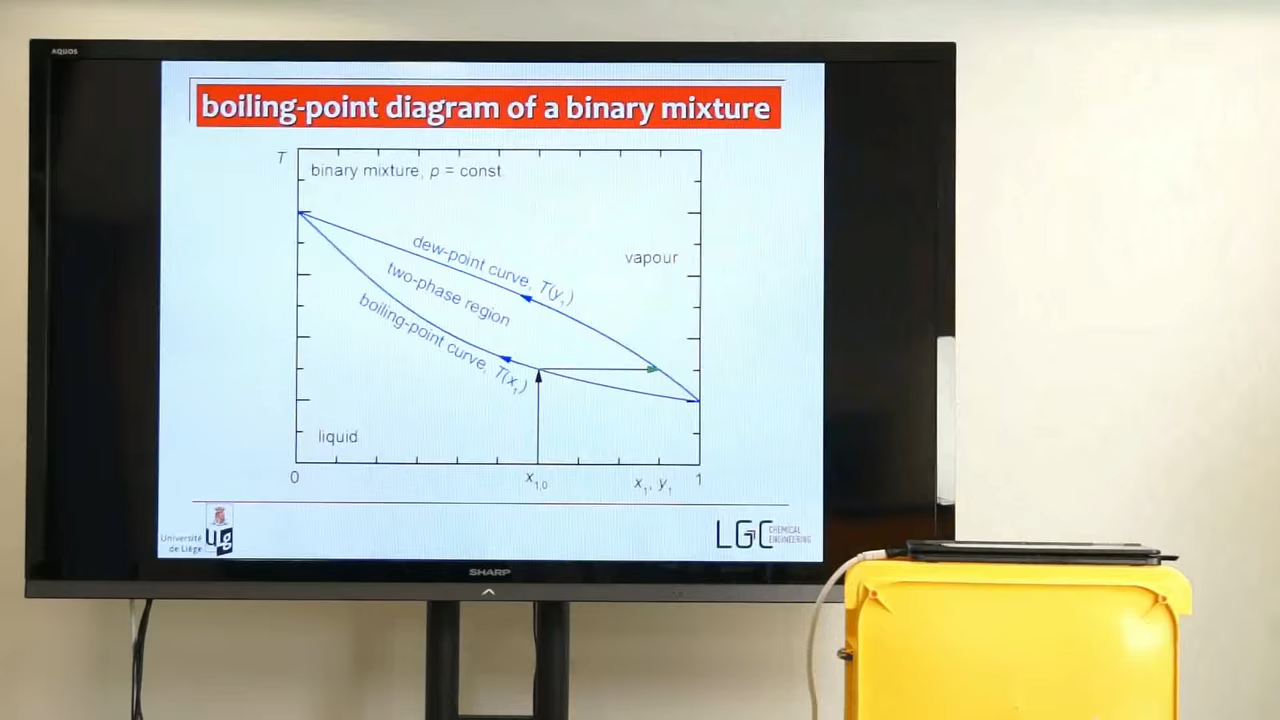 AQUOS
boiling-point diagram of a binary mixture
T
binary mixture, p = const.
dew-point curve, T(y₁)
vapour
two-phase region
boiling-point curve, T(x₁)
liquid
0
x₁,₀
x₁, y₁
1
Université
de Liège
ULg
LGC
CHEMICAL
ENGINEERING
SHARP